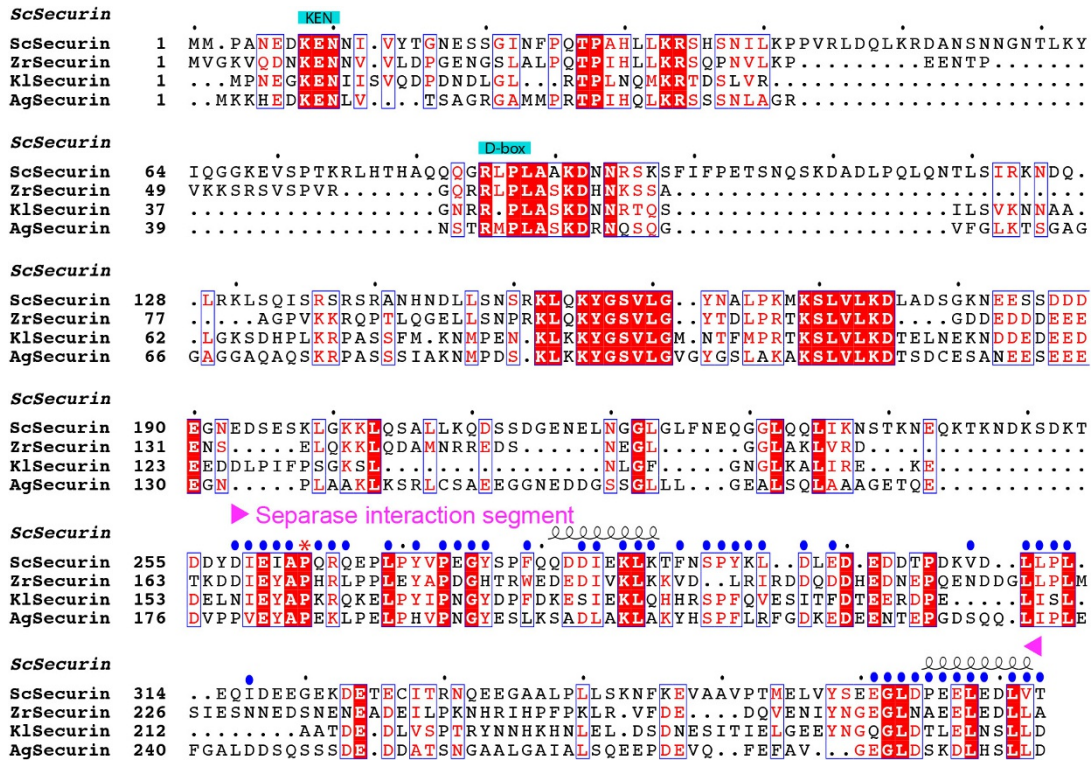 ScSecurin
KEN
ScSecurin 1 MM.PANEDKENNI.VYTGNESSGINFPQTPAHLLKRSHSNILKPPVRLDQLKRDANSNNGNTLKY
ZrSecurin 1 MVGKVQDNKENNV.VLDPGENGSLALPQTPIHLLKRSQPNVLKP.........EENTP.......
KlSecurin 1 ...MPNEGKENIISVQDPDNDLGL...RTPLNQMKRTDSLVR.......................
AgSecurin 1 ..MKKHEDKENLV...TSAGRGAMMPRTPIHQLKRSSSNLAGR......................
ScSecurin
D-box
ScSecurin 64 IQGGKEVSPTKRLHTHAQQQGRLPLAAKDNNRSKSFIFPETSNQSKDADLPQLQNTLSIRKNDQ.
ZrSecurin 49 VKKSRSVSPVR.......GQRRLPLASKDHNKSSA..............................
KlSecurin 37 ..................GNRR.PLASKDNNRTQS....................ILSVKNNAA.
AgSecurin 39 ..................NSTRMPLASKDRNQSQG....................VFGLKTSGAG
ScSecurin
ScSecurin 128 .LRKLSQISRSRSRANHNDLLSNSRKLQKYGSVLG..YNALPKMKSLVLKDLADSGKNEESSDDD
ZrSecurin 77 ....AGPVKKRQPTLQGELLSNPRKLQKYGSVLG..YTDLPRTKSLVLKD....GDDEDDDEEE
KlSecurin 62 .LGKSDHPLKRPASSFM.KNMPEN.KLKKYGSVLGM.NTFMPRTKSLVLKDTELNEKNDDEDEED
AgSecurin 66 GAGGAQAQSKRPASSSIAKNMPDS.KLKKYGSVLGVGYGSLAKAKSLVLKDTSDCESANEESEEE
ScSecurin
ScSecurin 190 EGNEDSESKLGKKLQSALLKQDSSDGENELNGGLGLFNEQGGLQQLIKNSTKNEQKTKNDKSDKT
ZrSecurin 131 ENS.....ELQKKLQDAMNRREDS......NEGL....GGLAKLVRD..................
KlSecurin 123 EEDDLPIFPSGKSL................NLGF....GNGLKALIRE..KE.............
AgSecurin 130 EGN.....PLAAKLKSRLCSAEEGGNEDDGSSGLLL...GEALSQLAAAGETQE...........
Separase interaction segment
ScSecurin
ScSecurin 255 DDYDIEIAPQRQEPLPYVPEGYSPFQQDDIEKLKTFNSPYKL..DLED.EDDTPDKVD..LLPL.
ZrSecurin 163 TKDDIEYAPRHLPPLEYAPDGHTRWEDEDIVKLKKVD..LRIRDDQDDHEDNEPQENDDGLLPLM
KlSecurin 153 DELNIEYAPKRQKELPYIPNGYDPFDKESIEKLQHHRSPFQVESITFDTEERDPE.....LISL.
AgSecurin 176 DVPPVEYAPEKLPELPHVPNGYESLKSADLAKLAKYHSPFLRFGDKEDEENTEPGDSQQ.LIPLE
ScSecurin
ScSecurin 314 ..EQIDEEGEKDETECITRNQEEGAALPLLSKNFKEVAAVPTMELVYSEEGLDPEELEDLVT
ZrSecurin 226 SIESNNEDSNENEADEILPKNHRIHPFPKLR.VFDE....DQVENIYNGEGLNAEELEDLLA
KlSecurin 212 ........AATDE.DLVSPTRYNNHKHNLEL.DSDNESITIELGEEYNGQGLDTLELNSLLD
AgSecurin 240 FGALDDSQSSSDE.DDATSNGAALGAIALSQEEPDEVQ..FEFAV...GEGLDSKDLHSLLD